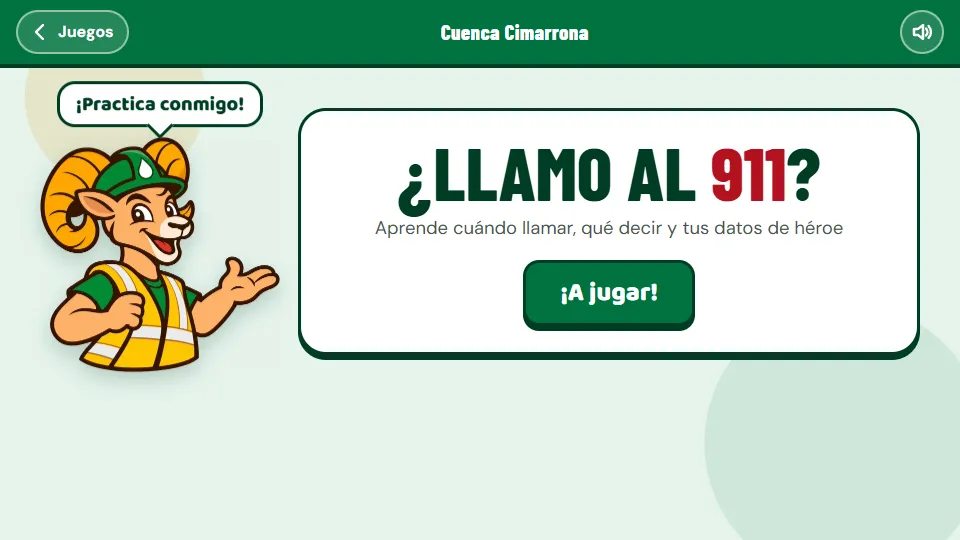 Juegos
Cuenca Cimarrona
¡Practica conmigo!
¿LLAMO AL 911?
Aprende cuándo llamar, qué decir y tus datos de héroe
¡A jugar!